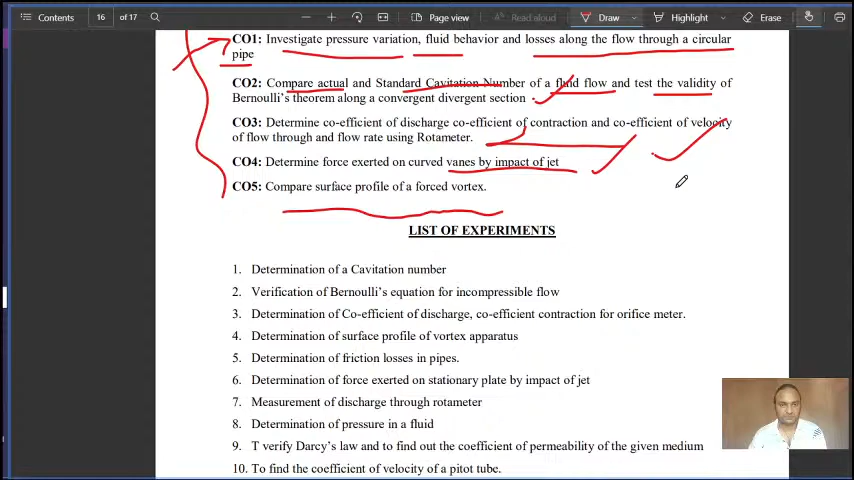 Contents
16
of 17
Page view
Read aloud
Draw
Highlight
Erase
Share
CO1: Investigate pressure variation, fluid behavior and losses along the flow through a circular
pipe
CO2: Compare actual and Standard Cavitation Number of a fluid flow and test the validity of
Bernoulli's theorem along a convergent divergent section .
CO3: Determine co-efficient of discharge co-efficient of contraction and co-efficient of velocity
of flow through and flow rate using Rotameter.
CO4: Determine force exerted on curved vanes by impact of jet
CO5: Compare surface profile of a forced vortex.
LIST OF EXPERIMENTS
1. Determination of a Cavitation number
2. Verification of Bernoulli's equation for incompressible flow
3. Determination of Co-efficient of discharge, co-efficient contraction for orifice meter.
4. Determination of surface profile of vortex apparatus
5. Determination of friction losses in pipes.
6. Determination of force exerted on stationary plate by impact of jet
7. Measurement of discharge through rotameter
8. Determination of pressure in a fluid
9. T verify Darcy's law and to find out the coefficient of permeability of the given medium
10. To find the coefficient of velocity of a pitot tube.